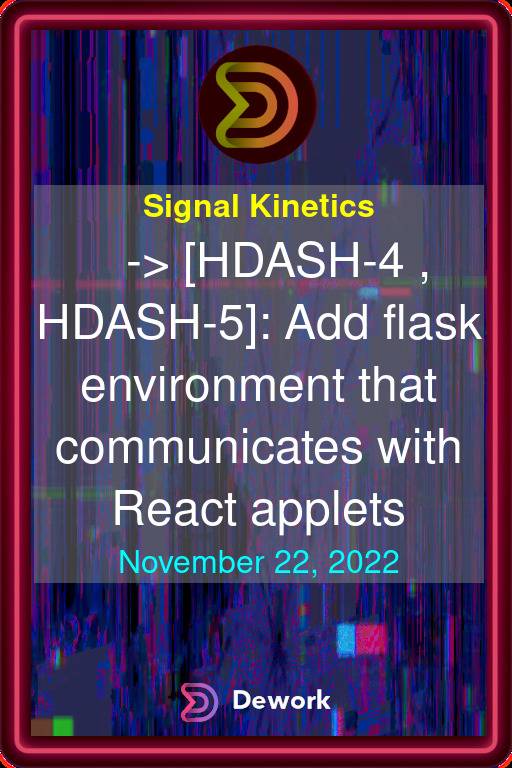 Signal Kinetics
-> [HDASH-4 ,
HDASH-5]: Add flask
environment that
communicates with
React applets
November 22, 2022
Dework